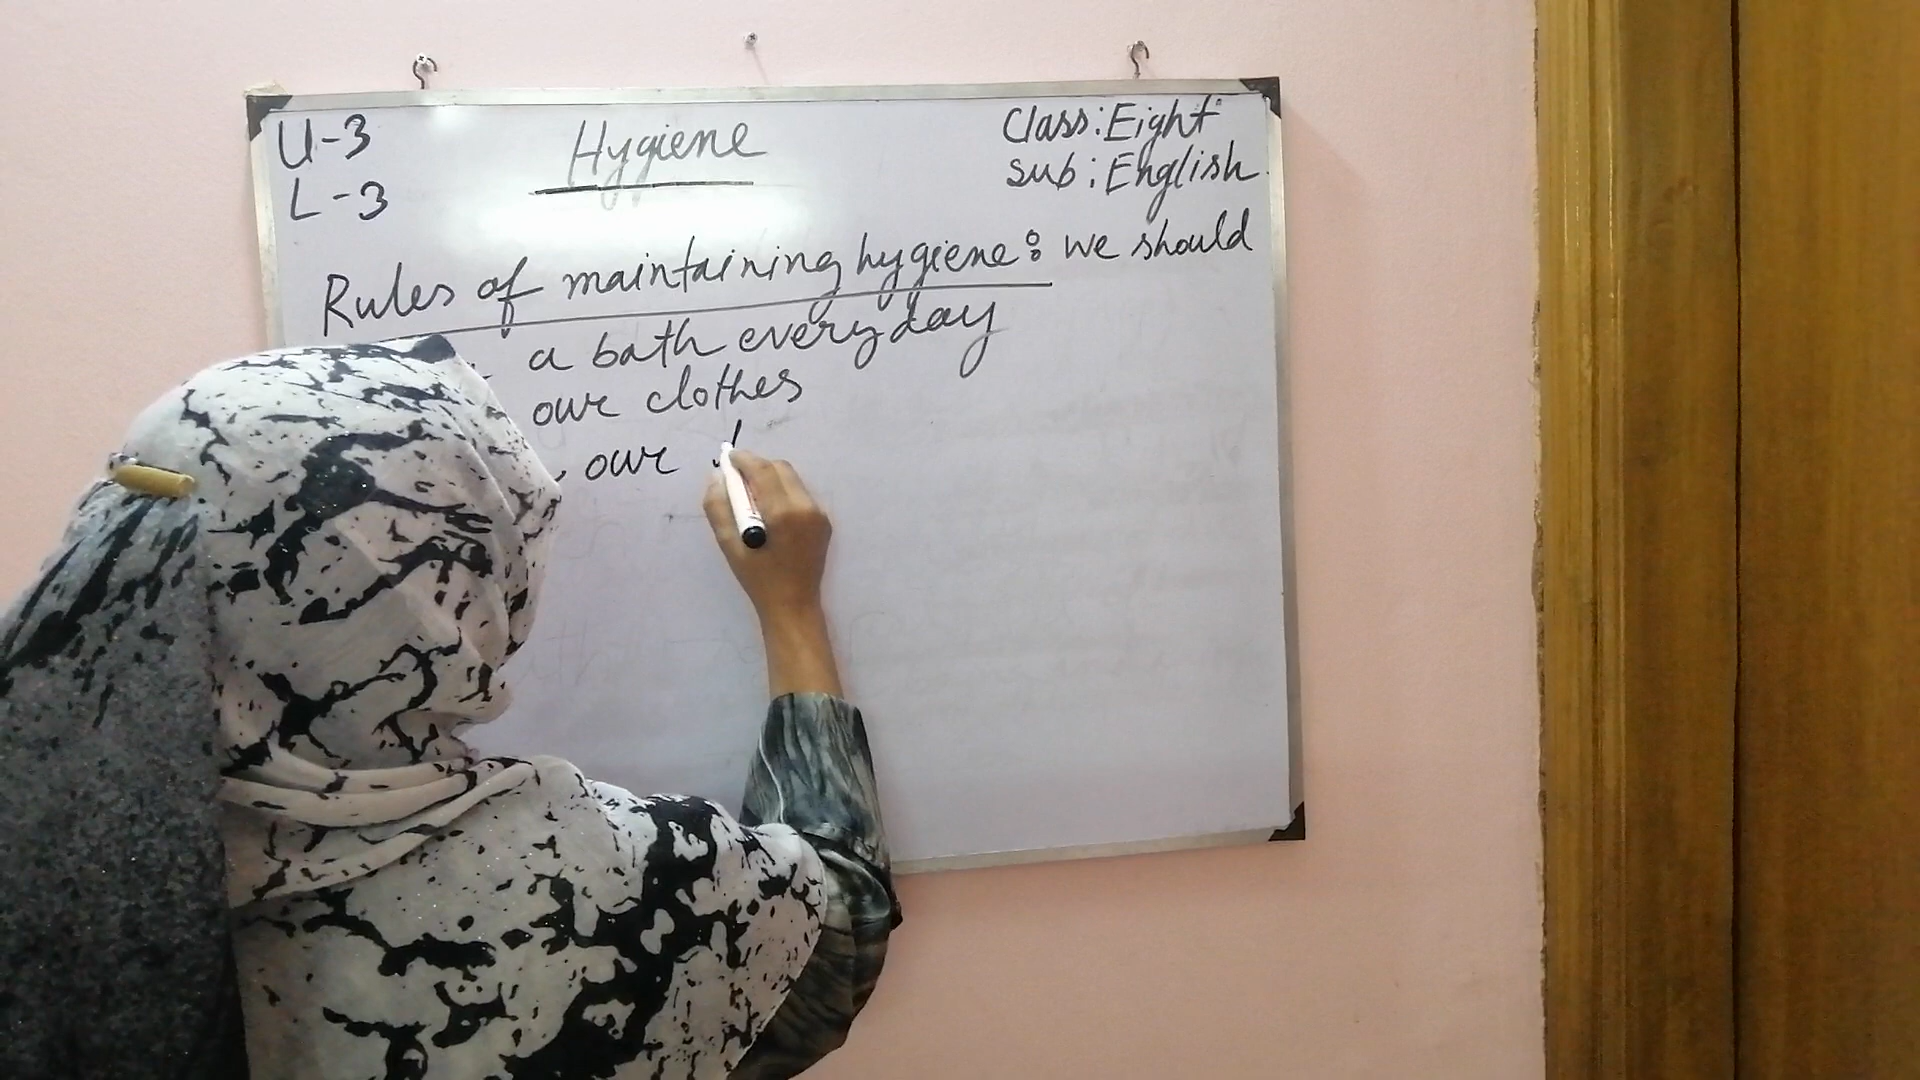 U-3
L-3
Hygiene
Class: Eight
Sub: English
Rules of maintaining hygiene: we should
a bath everyday
our clothes
our